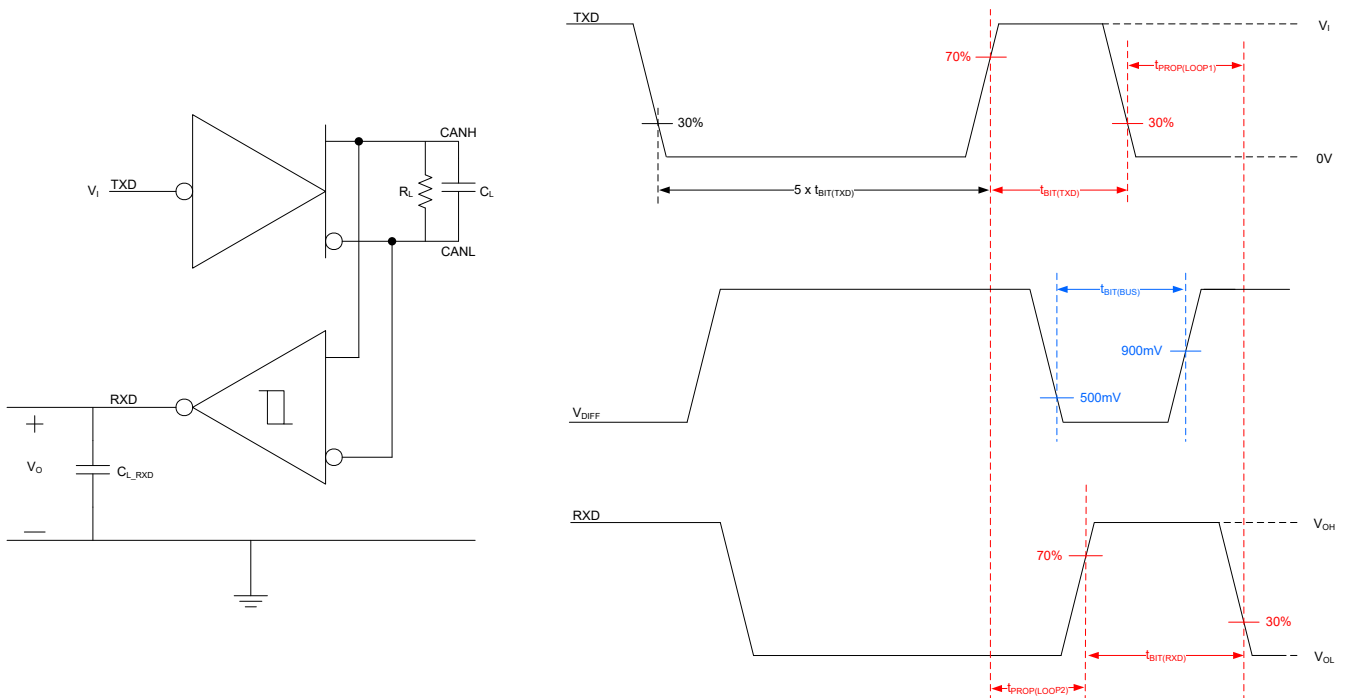 CANH
V_I TXD
R_L
C_L
CANL
RXD
+
V_O
C_L_RXD
—
TXD
V_I
70%
t_PROP(LOOP1)
30%
30%
0V
5 x t_BIT(TXD)
t_BIT(TXD)
t_BIT(BUS)
900mV
500mV
V_DIFF
RXD
V_OH
70%
30%
t_BIT(RXD)
V_OL
t_PROP(LOOP2)